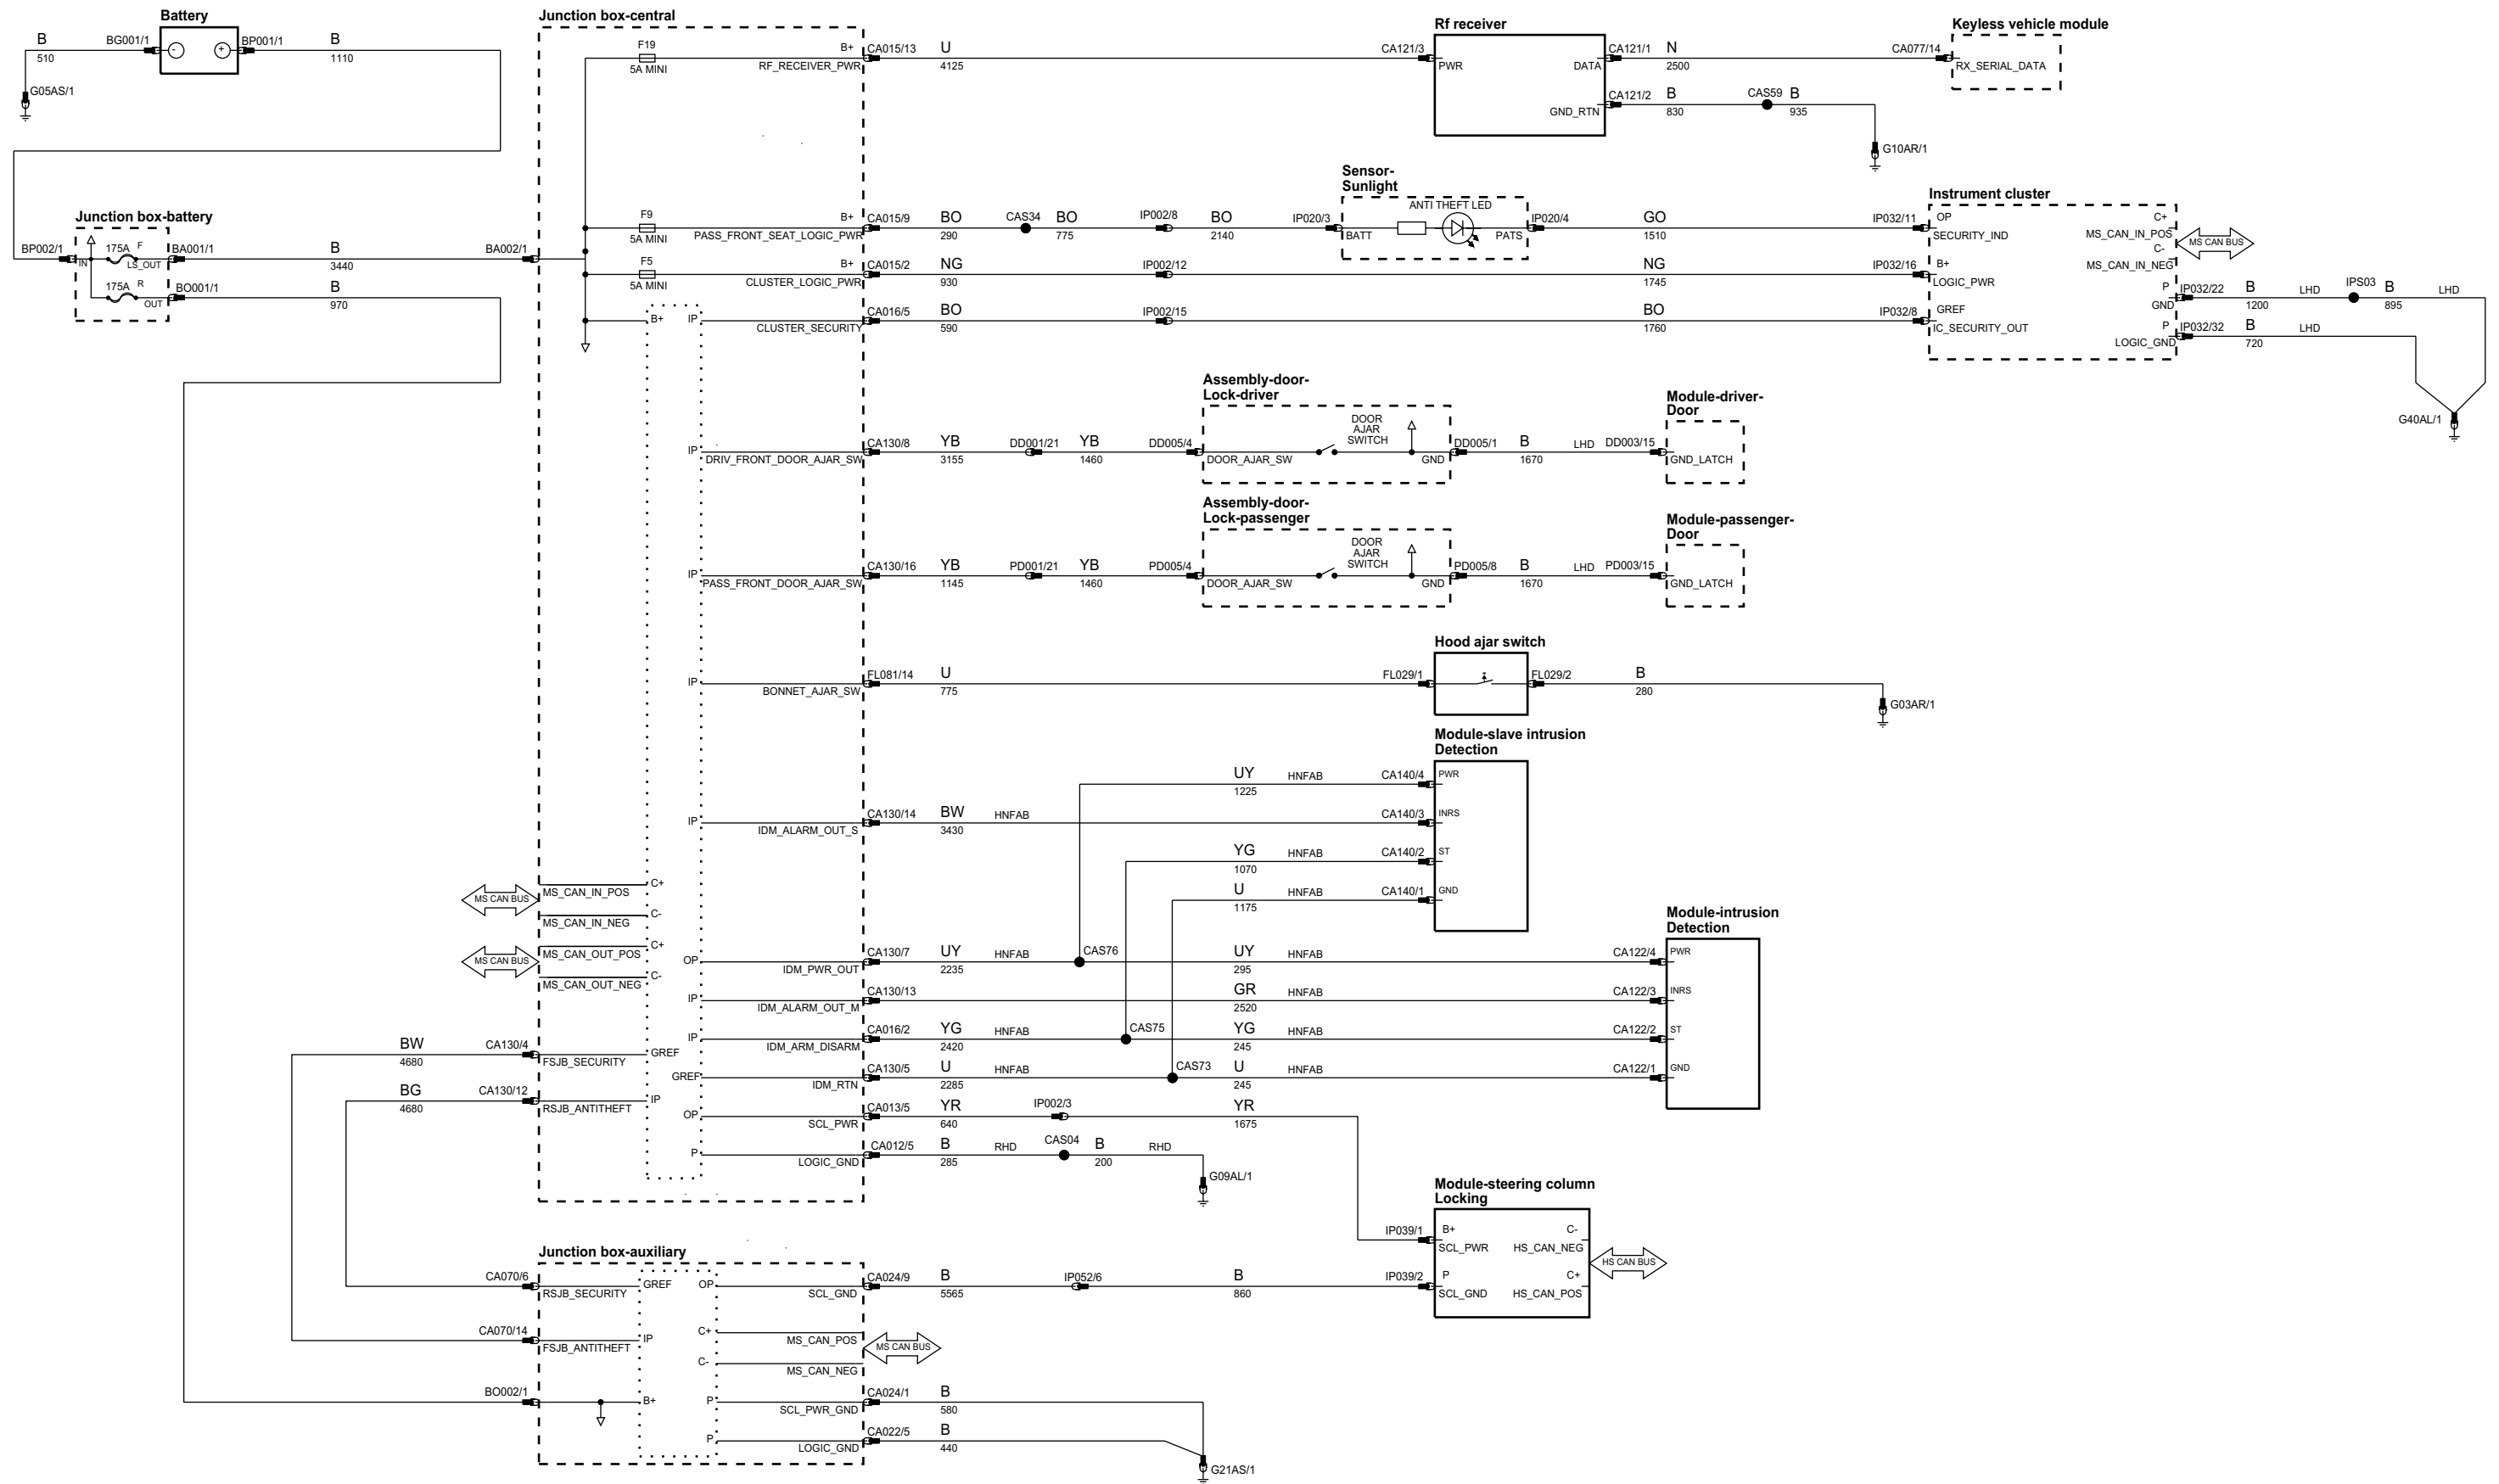 Battery
B
510
BG001/1
-
+
BP001/1
B
1110
G05AS/1
Junction box-battery
BP002/1
IN
175A
F
LS_OUT
BA001/1
B
3440
BA002/1
175A
R
OUT
BO001/1
B
970
Junction box-central
F19
5A MINI
B+
RF_RECEIVER_PWR
CA015/13
U
4125
CA121/3
Rf receiver
PWR
DATA
GND_RTN
CA121/1
N
2500
CA077/14
Keyless vehicle module
RX_SERIAL_DATA
CA121/2
B
830
CAS59
B
935
G10AR/1
F9
5A MINI
B+
PASS_FRONT_SEAT_LOGIC_PWR
CA015/9
BO
290
CAS34
BO
775
IP002/8
BO
2140
IP020/3
Sensor-
Sunlight
ANTI THEFT LED
BATT
PATS
IP020/4
GO
1510
IP032/11
F5
5A MINI
B+
CLUSTER_LOGIC_PWR
CA015/2
NG
930
IP002/12
NG
1745
IP032/16
B+
IP
CLUSTER_SECURITY
CA016/5
BO
590
IP002/15
BO
1760
IP032/8
Instrument cluster
OP
SECURITY_IND
B+
LOGIC_PWR
GREF
IC_SECURITY_OUT
C+
MS_CAN_IN_POS
C-
MS_CAN_IN_NEG
P
GND
P
LOGIC_GND
MS CAN BUS
IP032/22
B
1200
LHD
IPS03
B
895
LHD
IP032/32
B
720
LHD
G40AL/1
IP
DRIV_FRONT_DOOR_AJAR_SW
CA130/8
YB
3155
DD001/21
YB
1460
DD005/4
Assembly-door-
Lock-driver
DOOR
AJAR
SWITCH
DOOR_AJAR_SW
GND
DD005/1
B
1670
LHD
DD003/15
Module-driver-
Door
GND_LATCH
IP
PASS_FRONT_DOOR_AJAR_SW
CA130/16
YB
1145
PD001/21
YB
1460
PD005/4
Assembly-door-
Lock-passenger
DOOR
AJAR
SWITCH
DOOR_AJAR_SW
GND
PD005/8
B
1670
LHD
PD003/15
Module-passenger-
Door
GND_LATCH
IP
BONNET_AJAR_SW
FL081/14
U
775
FL029/1
Hood ajar switch
FL029/2
B
280
G03AR/1
Module-slave intrusion
Detection
UY
1225
HNFAB
CA140/4
PWR
IP
IDM_ALARM_OUT_S
CA130/14
BW
3430
HNFAB
CA140/3
INRS
YG
1070
HNFAB
CA140/2
ST
U
1175
HNFAB
CA140/1
GND
MS CAN BUS
MS_CAN_IN_POS
C+
MS_CAN_IN_NEG
C-
MS CAN BUS
MS_CAN_OUT_POS
C+
MS_CAN_OUT_NEG
C-
Module-intrusion
Detection
OP
IDM_PWR_OUT
CA130/7
UY
2235
HNFAB
CAS76
UY
295
HNFAB
CA122/4
PWR
IP
IDM_ALARM_OUT_M
CA130/13
GR
2520
HNFAB
CA122/3
INRS
IP
IDM_ARM_DISARM
CA016/2
YG
2420
HNFAB
CAS75
YG
245
HNFAB
CA122/2
ST
BW
4680
CA130/4
FSJB_SECURITY
GREF
GREF
IDM_RTN
CA130/5
U
2285
HNFAB
CAS73
U
245
HNFAB
CA122/1
GND
BG
4680
CA130/12
RSJB_ANTITHEFT
IP
OP
SCL_PWR
CA013/5
YR
640
IP002/3
YR
1675
P
LOGIC_GND
CA012/5
B
285
RHD
CAS04
B
200
RHD
G09AL/1
Module-steering column
Locking
IP039/1
B+
SCL_PWR
C-
HS_CAN_NEG
HS CAN BUS
P
SCL_GND
C+
HS_CAN_POS
Junction box-auxiliary
CA070/6
RSJB_SECURITY
GREF
OP
SCL_GND
CA024/9
B
5565
IP052/6
B
860
IP039/2
CA070/14
FSJB_ANTITHEFT
IP
C+
MS_CAN_POS
MS CAN BUS
C-
MS_CAN_NEG
BO002/1
B+
P
SCL_PWR_GND
CA024/1
B
580
P
LOGIC_GND
CA022/5
B
440
G21AS/1